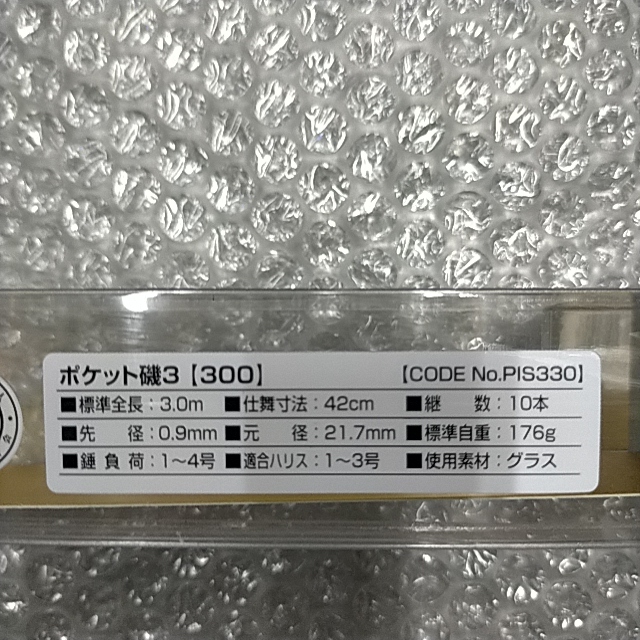 ポケット磯3【300】 【CODE No.PIS330】
■標準全長：3.0m ■仕舞寸法：42cm ■継　数：10本
■先　径：0.9mm ■元　径：21.7mm ■標準自重：176g
■錘負荷：1〜4号 ■適合ハリス：1〜3号 ■使用素材：グラス